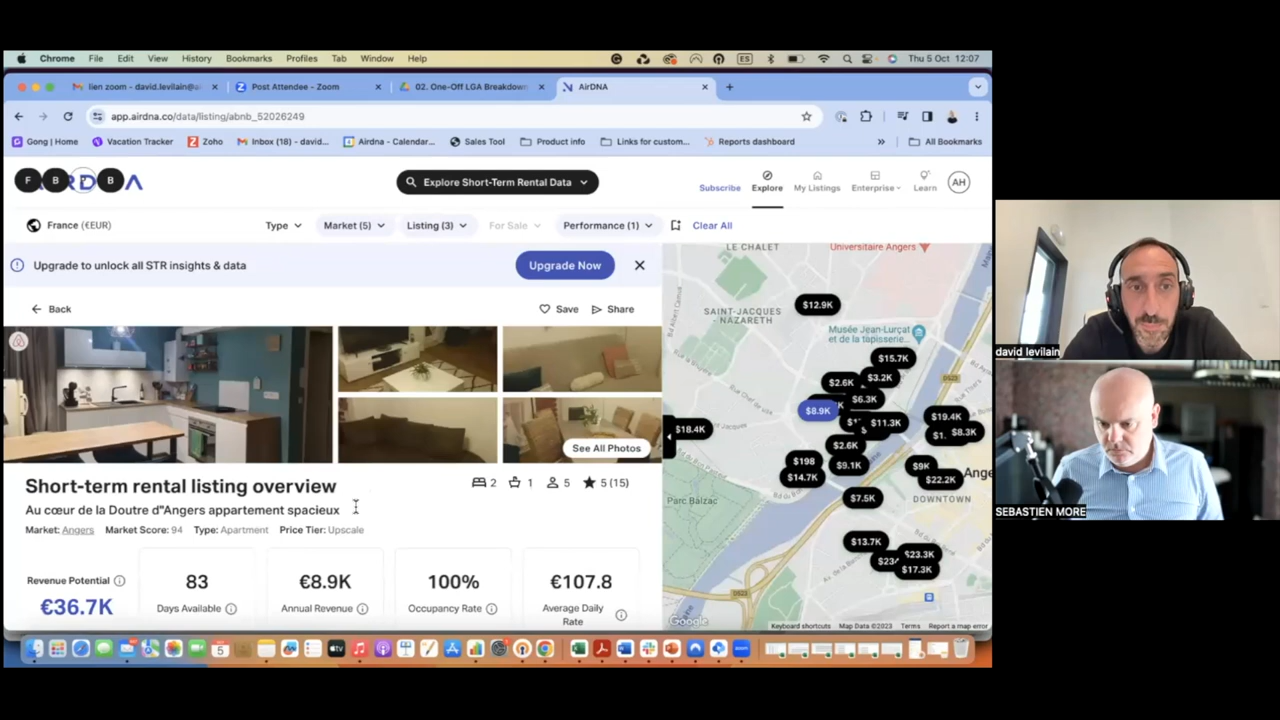 Chrome File Edit View History Bookmarks Profiles Tab Window Help ES Thu 5 Oct 12:07
lien zoom - david.levilain@ai Post Attendee - Zoom 02. One-Off LGA Breakdown AirDNA
app.airdna.co/data/listing/abnb_52026249
Gong | Home Vacation Tracker Zoho Inbox (18) - david... Airdna - Calendar... Sales Tool Product info Links for custom... Reports dashboard » All Bookmarks
F B B
Explore Short-Term Rental Data
Subscribe Explore My Listings Enterprise Learn AH
France (€EUR) Type Market (5) Listing (3) For Sale Performance (1) Clear All
Upgrade to unlock all STR insights & data Upgrade Now
Back Save Share
See All Photos
Short-term rental listing overview 2 1 5 5 (15)
Au cœur de la Doutre d"Angers appartement spacieux
Market: Angers Market Score: 94 Type: Apartment Price Tier: Upscale
Revenue Potential
€36.7K
83
Days Available
€8.9K
Annual Revenue
100%
Occupancy Rate
€107.8
Average Daily
Rate
LE CHALET
Universitaire Angers
SAINT-JACQUES
- NAZARETH
$12.9K
Musée Jean-Lurçat
et de la tapisserie...
$15.7K
$2.6K
$3.2K
$6.3K
$8.9K
$11.3K
$18.4K
$19.4K
$8.3K
$2.6K
$198
$9.1K
$14.7K
$9K
$22.2K
$7.5K
Parc Balzac
DOWNTOWN
$13.7K
$23.3K
$17.3K
D523
D523
Google
Keyboard shortcuts Map Data ©2023 Terms Report a map error
david levilain
SEBASTIEN MORE